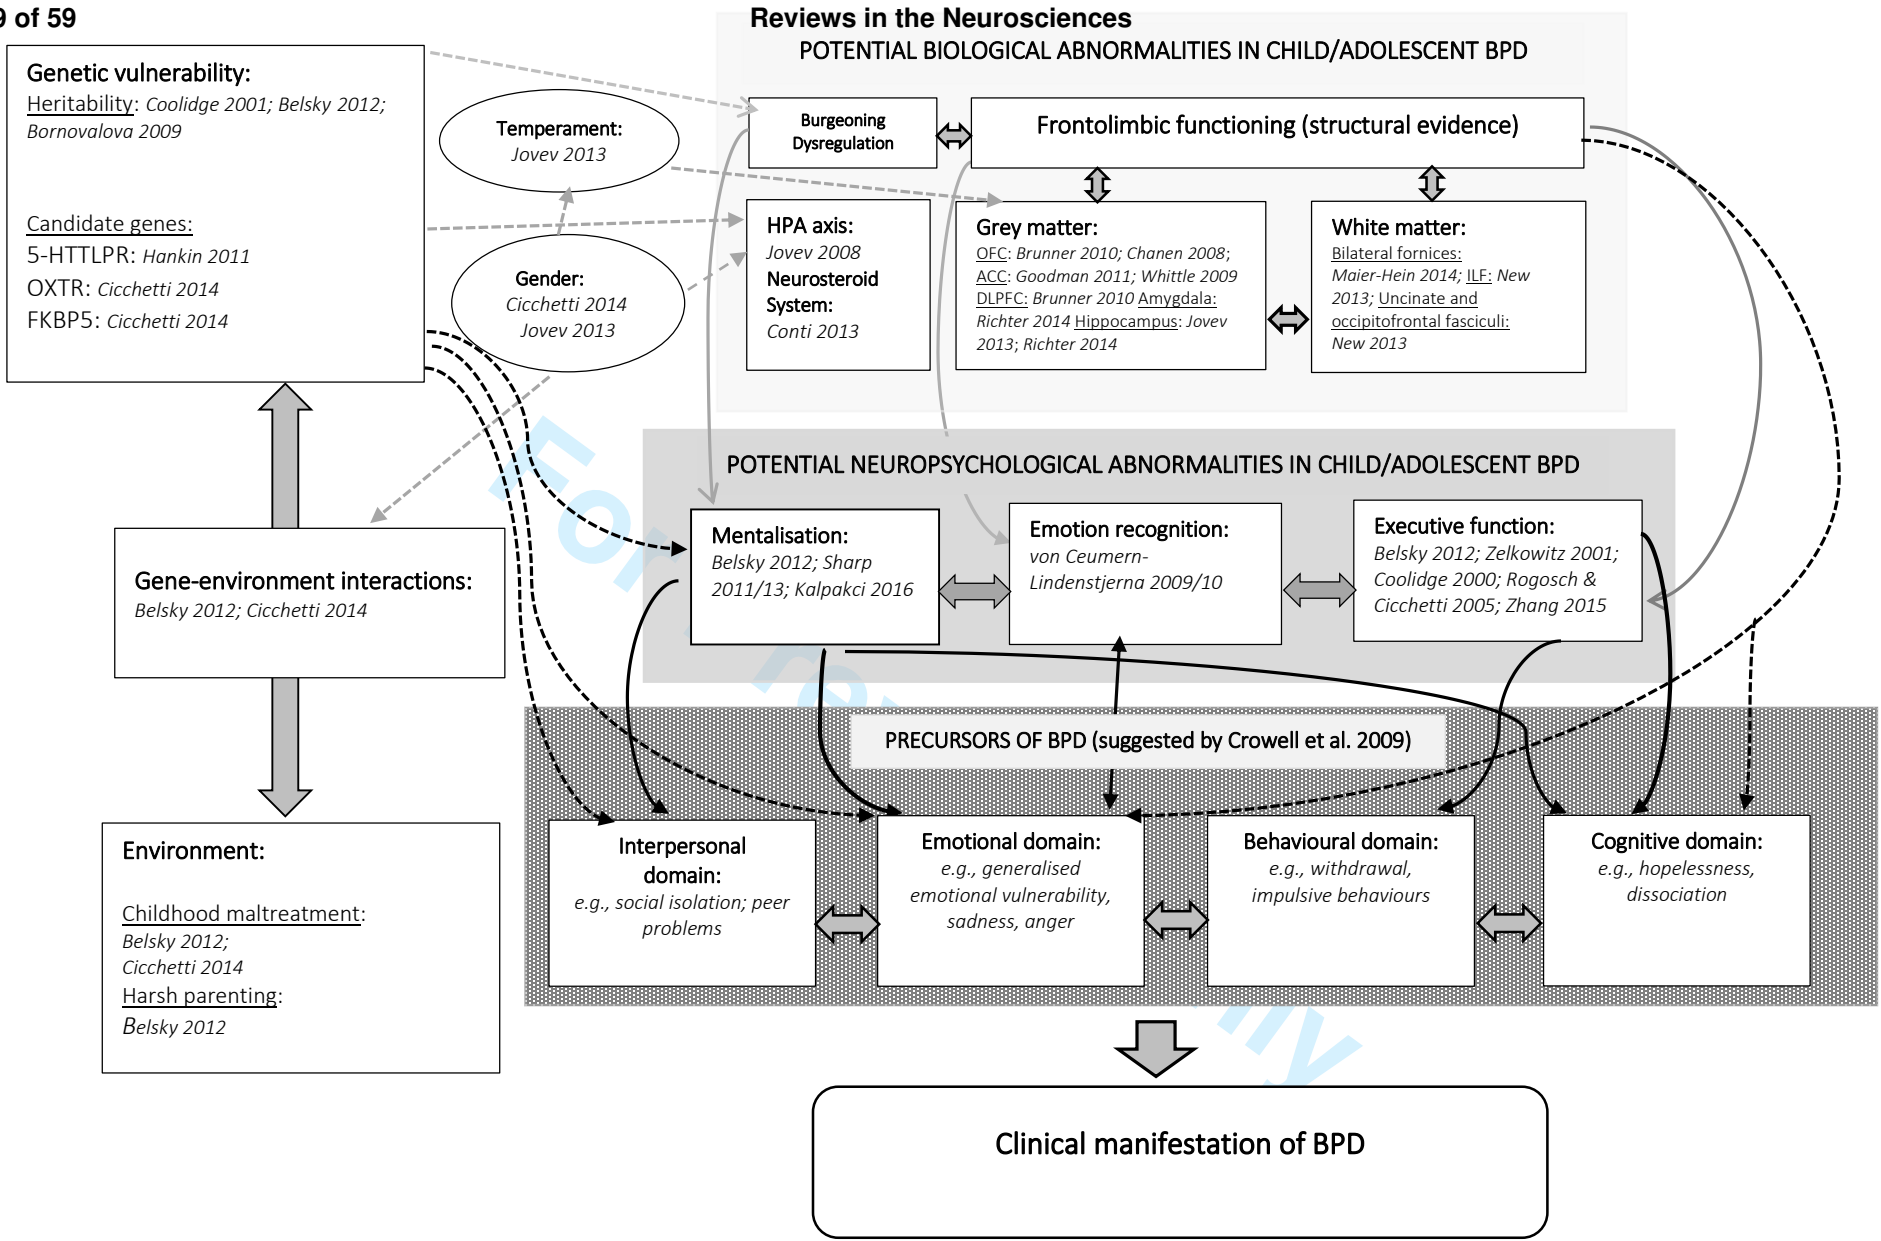 9 of 59
Reviews in the Neurosciences
Genetic vulnerability:
Heritability: Coolidge 2001; Belsky 2012;
Bornovalova 2009
Candidate genes:
5-HTTLPR: Hankin 2011
OXTR: Cicchetti 2014
FKBP5: Cicchetti 2014
Temperament:
Jovev 2013
Gender:
Cicchetti 2014
Jovev 2013
Gene-environment interactions:
Belsky 2012; Cicchetti 2014
Environment:
Childhood maltreatment:
Belsky 2012;
Cicchetti 2014
Harsh parenting:
Belsky 2012
POTENTIAL BIOLOGICAL ABNORMALITIES IN CHILD/ADOLESCENT BPD
Burgeoning
Dysregulation
Frontolimbic functioning (structural evidence)
HPA axis:
Jovev 2008
Neurosteroid
System:
Conti 2013
Grey matter:
OFC: Brunner 2010; Chanen 2008;
ACC: Goodman 2011; Whittle 2009
DLPFC: Brunner 2010 Amygdala:
Richter 2014 Hippocampus: Jovev
2013; Richter 2014
White matter:
Bilateral fornices:
Maier-Hein 2014; ILF: New
2013; Uncinate and
occipitofrontal fasciculi:
New 2013
POTENTIAL NEUROPSYCHOLOGICAL ABNORMALITIES IN CHILD/ADOLESCENT BPD
Mentalisation:
Belsky 2012; Sharp
2011/13; Kalpakci 2016
Emotion recognition:
von Ceumern-
Lindenstjerna 2009/10
Executive function:
Belsky 2012; Zelkowitz 2001;
Coolidge 2000; Rogosch &
Cicchetti 2005; Zhang 2015
PRECURSORS OF BPD (suggested by Crowell et al. 2009)
Interpersonal
domain:
e.g., social isolation; peer
problems
Emotional domain:
e.g., generalised
emotional vulnerability,
sadness, anger
Behavioural domain:
e.g., withdrawal,
impulsive behaviours
Cognitive domain:
e.g., hopelessness,
dissociation
Clinical manifestation of BPD